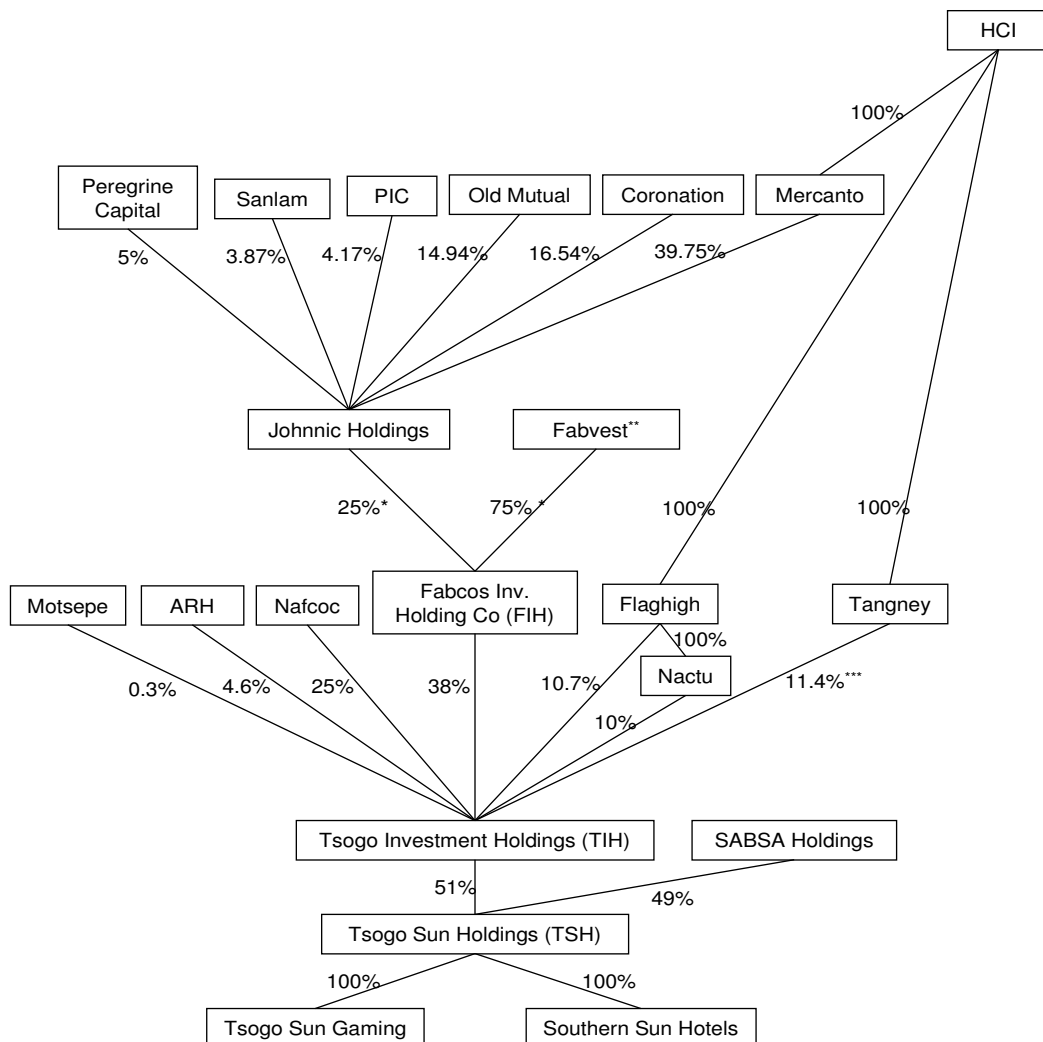 HCI
100%
Peregrine
Capital
Sanlam
PIC
Old Mutual
Coronation
Mercanto
5%
3.87%
4.17%
14.94%
16.54%
39.75%
Johnnic Holdings
Fabvest**
25%*
75% *
100%
100%
Motsepe
ARH
Nafcoc
Fabcos Inv.
Holding Co (FIH)
Flaghigh
Tangney
100%
Nactu
0.3%
4.6%
25%
38%
10.7%
10%
11.4%***
Tsogo Investment Holdings (TIH)
SABSA Holdings
51%
49%
Tsogo Sun Holdings (TSH)
100%
100%
Tsogo Sun Gaming
Southern Sun Hotels